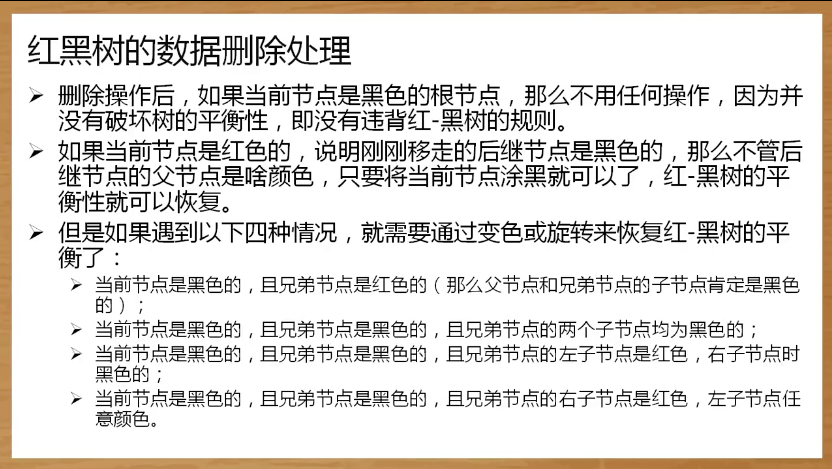 红黑树的数据删除处理
➢ 删除操作后，如果当前节点是黑色的根节点，那么不用任何操作，因为并
没有破坏树的平衡性，即没有违背红-黑树的规则。
➢ 如果当前节点是红色的，说明刚刚移走的后继节点是黑色的，那么不管后
继节点的父节点是啥颜色，只要将当前节点涂黑就可以了，红-黑树的平
衡性就可以恢复。
➢ 但是如果遇到以下四种情况，就需要通过变色或旋转来恢复红-黑树的平
衡了：
➢ 当前节点是黑色的，且兄弟节点是红色的（那么父节点和兄弟节点的子节点肯定是黑色
的）；
➢ 当前节点是黑色的，且兄弟节点是黑色的，且兄弟节点的两个子节点均为黑色的；
➢ 当前节点是黑色的，且兄弟节点是黑色的，且兄弟节点的左子节点是红色，右子节点时
黑色的；
➢ 当前节点是黑色的，且兄弟节点是黑色的，且兄弟节点的右子节点是红色，左子节点任
意颜色。